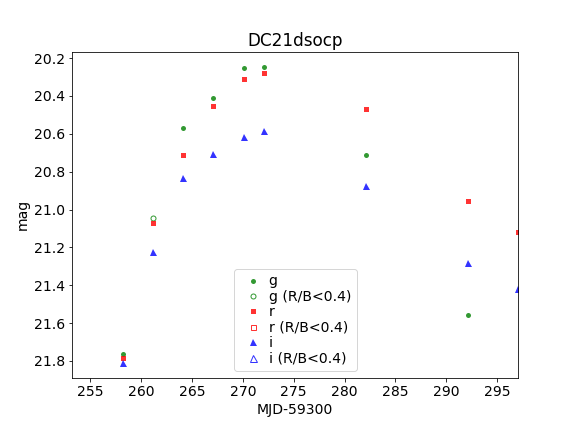 DC21dsocp
20.2
20.4
20.6
20.8
21.0
21.2
21.4
21.6
21.8
mag
g
g (R/B<0.4)
r
r (R/B<0.4)
i
i (R/B<0.4)
255 260 265 270 275 280 285 290 295
MJD-59300